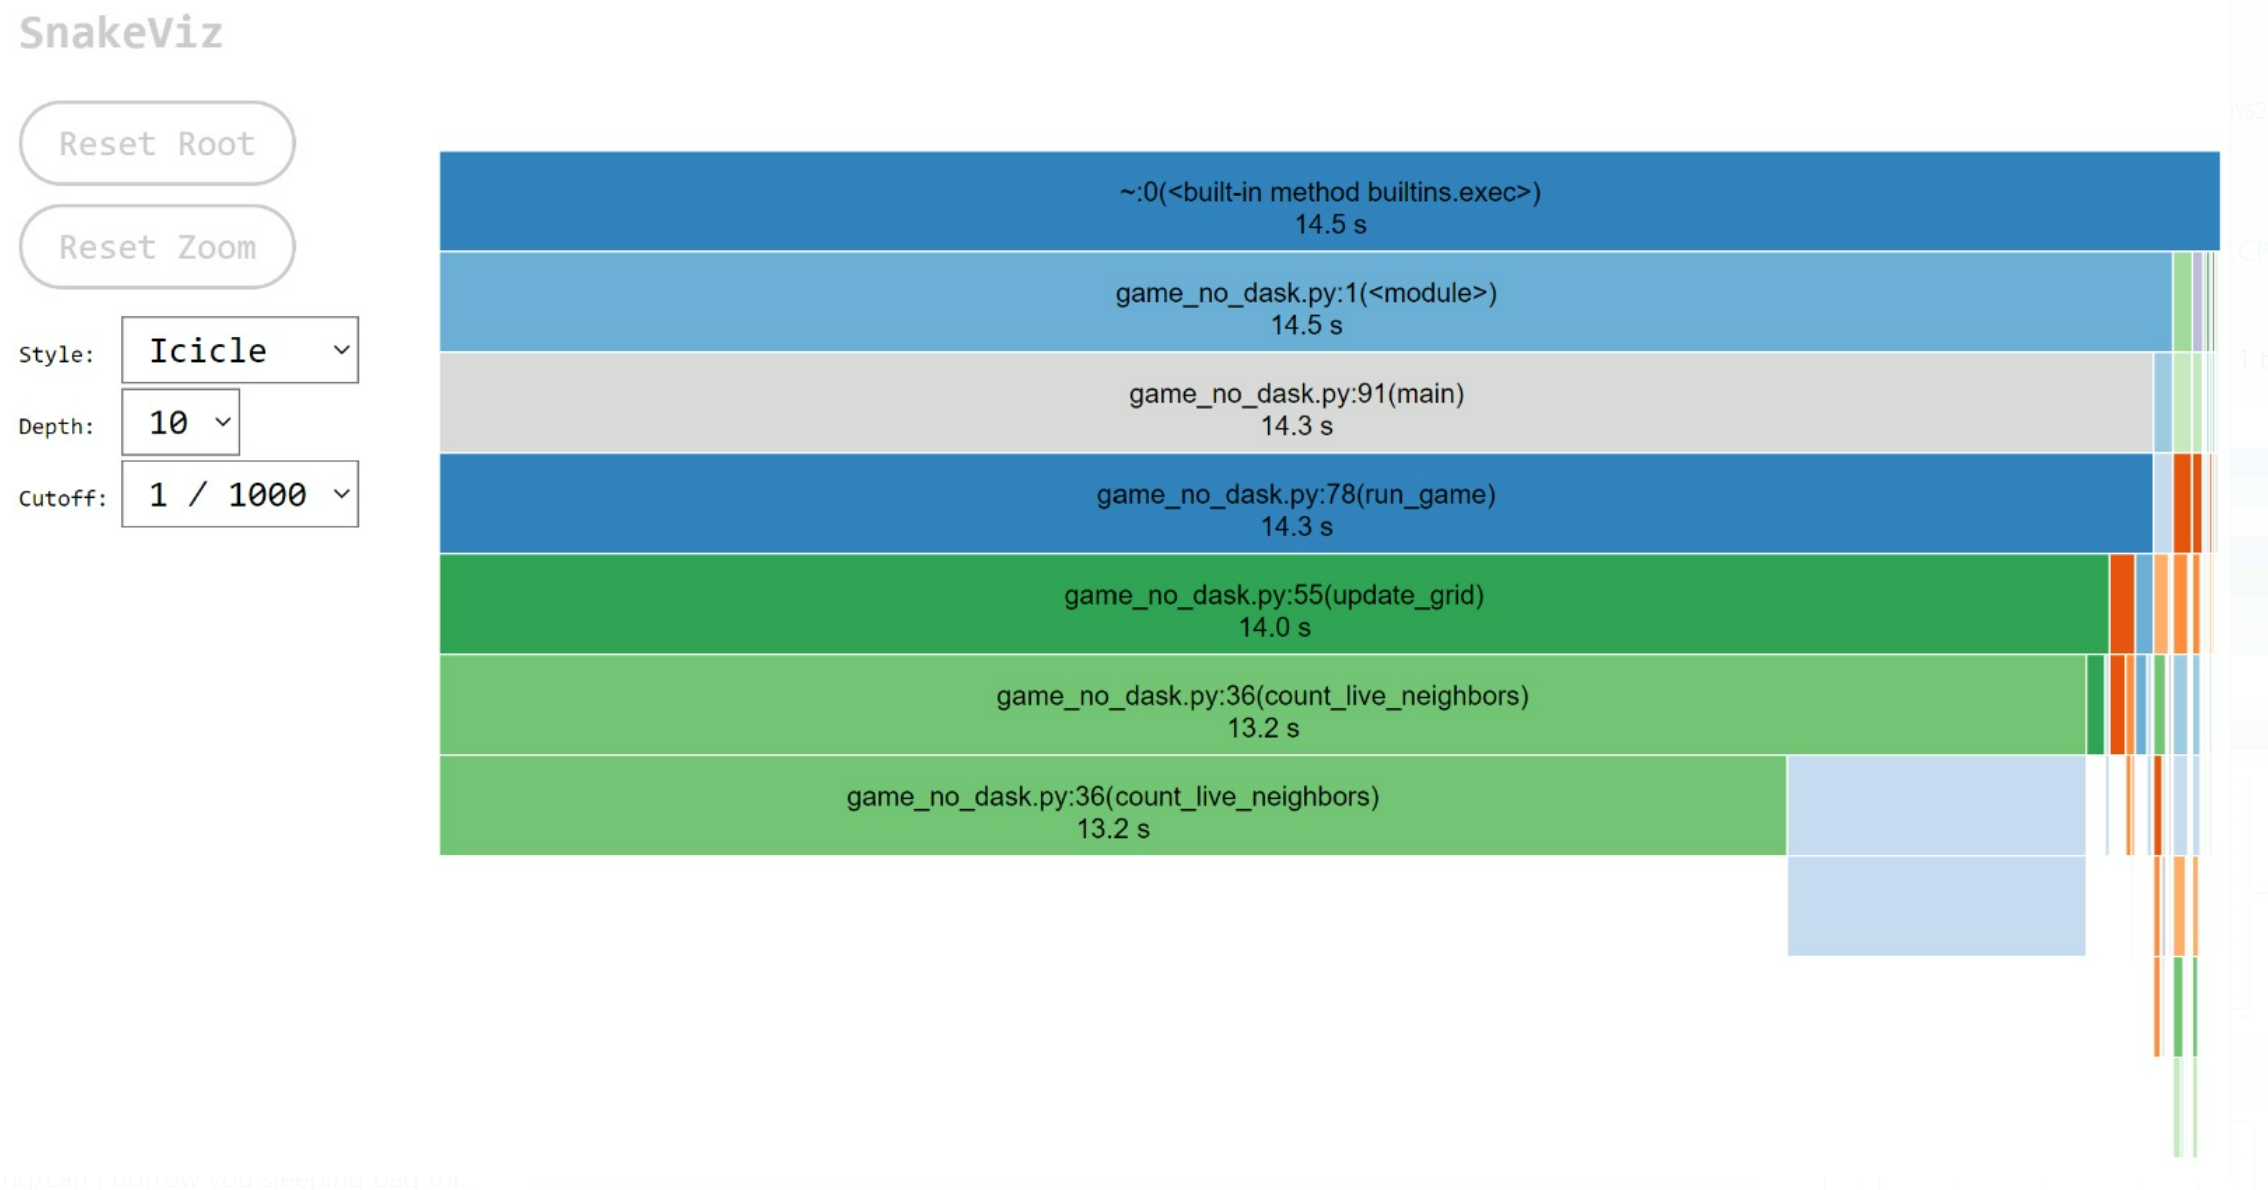 SnakeViz
Reset Root
Reset Zoom
Style: Icicle
Depth: 10
Cutoff: 1 / 1000
~:0(<built-in method builtins.exec>)
14.5 s
game_no_dask.py:1(<module>)
14.5 s
game_no_dask.py:91(main)
14.3 s
game_no_dask.py:78(run_game)
14.3 s
game_no_dask.py:55(update_grid)
14.0 s
game_no_dask.py:36(count_live_neighbors)
13.2 s
game_no_dask.py:36(count_live_neighbors)
13.2 s